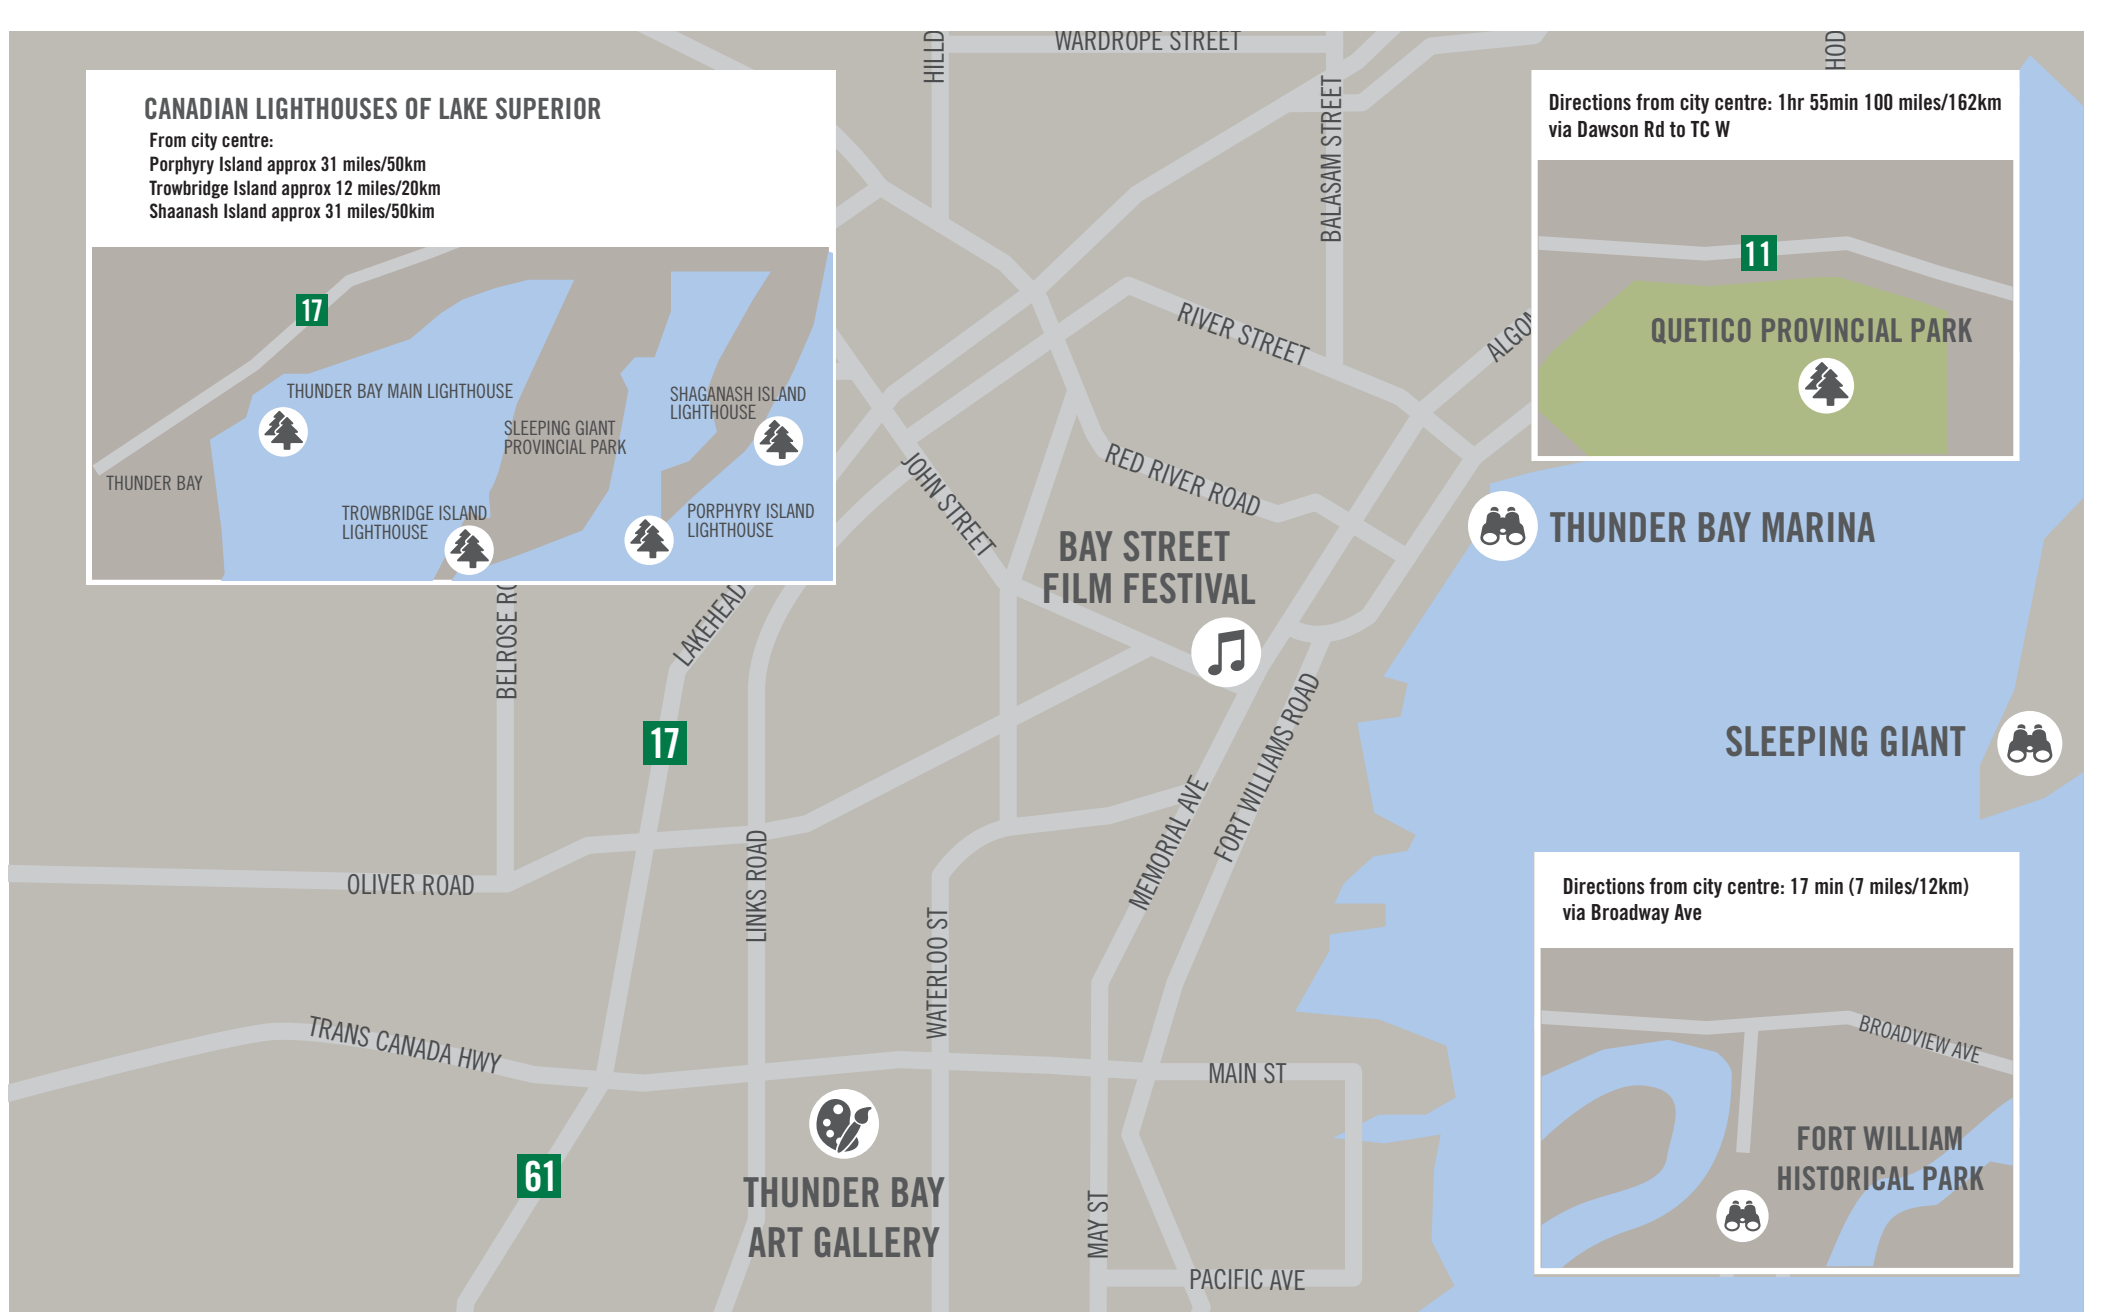 HILLD
WARDROPE STREET
HOD
CANADIAN LIGHTHOUSES OF LAKE SUPERIOR
From city centre:
Porphyry Island approx 31 miles/50km
Trowbridge Island approx 12 miles/20km
Shaanash Island approx 31 miles/50kim
17
THUNDER BAY MAIN LIGHTHOUSE
SHAGANASH ISLAND
LIGHTHOUSE
SLEEPING GIANT
PROVINCIAL PARK
THUNDER BAY
TROWBRIDGE ISLAND
LIGHTHOUSE
PORPHYRY ISLAND
LIGHTHOUSE
BALASAM STREET
Directions from city centre: 1hr 55min 100 miles/162km
via Dawson Rd to TC W
11
QUETICO PROVINCIAL PARK
RIVER STREET
ALGO
JOHN STREET
RED RIVER ROAD
BAY STREET
FILM FESTIVAL
THUNDER BAY MARINA
BELROSE RO
LAKEHEAD
17
SLEEPING GIANT
FORT WILLIAMS ROAD
MEMORIAL AVE
OLIVER ROAD
LINKS ROAD
WATERLOO ST
Directions from city centre: 17 min (7 miles/12km)
via Broadway Ave
BROADVIEW AVE
FORT WILLIAM
HISTORICAL PARK
TRANS CANADA HWY
MAIN ST
61
THUNDER BAY
ART GALLERY
MAY ST
PACIFIC AVE